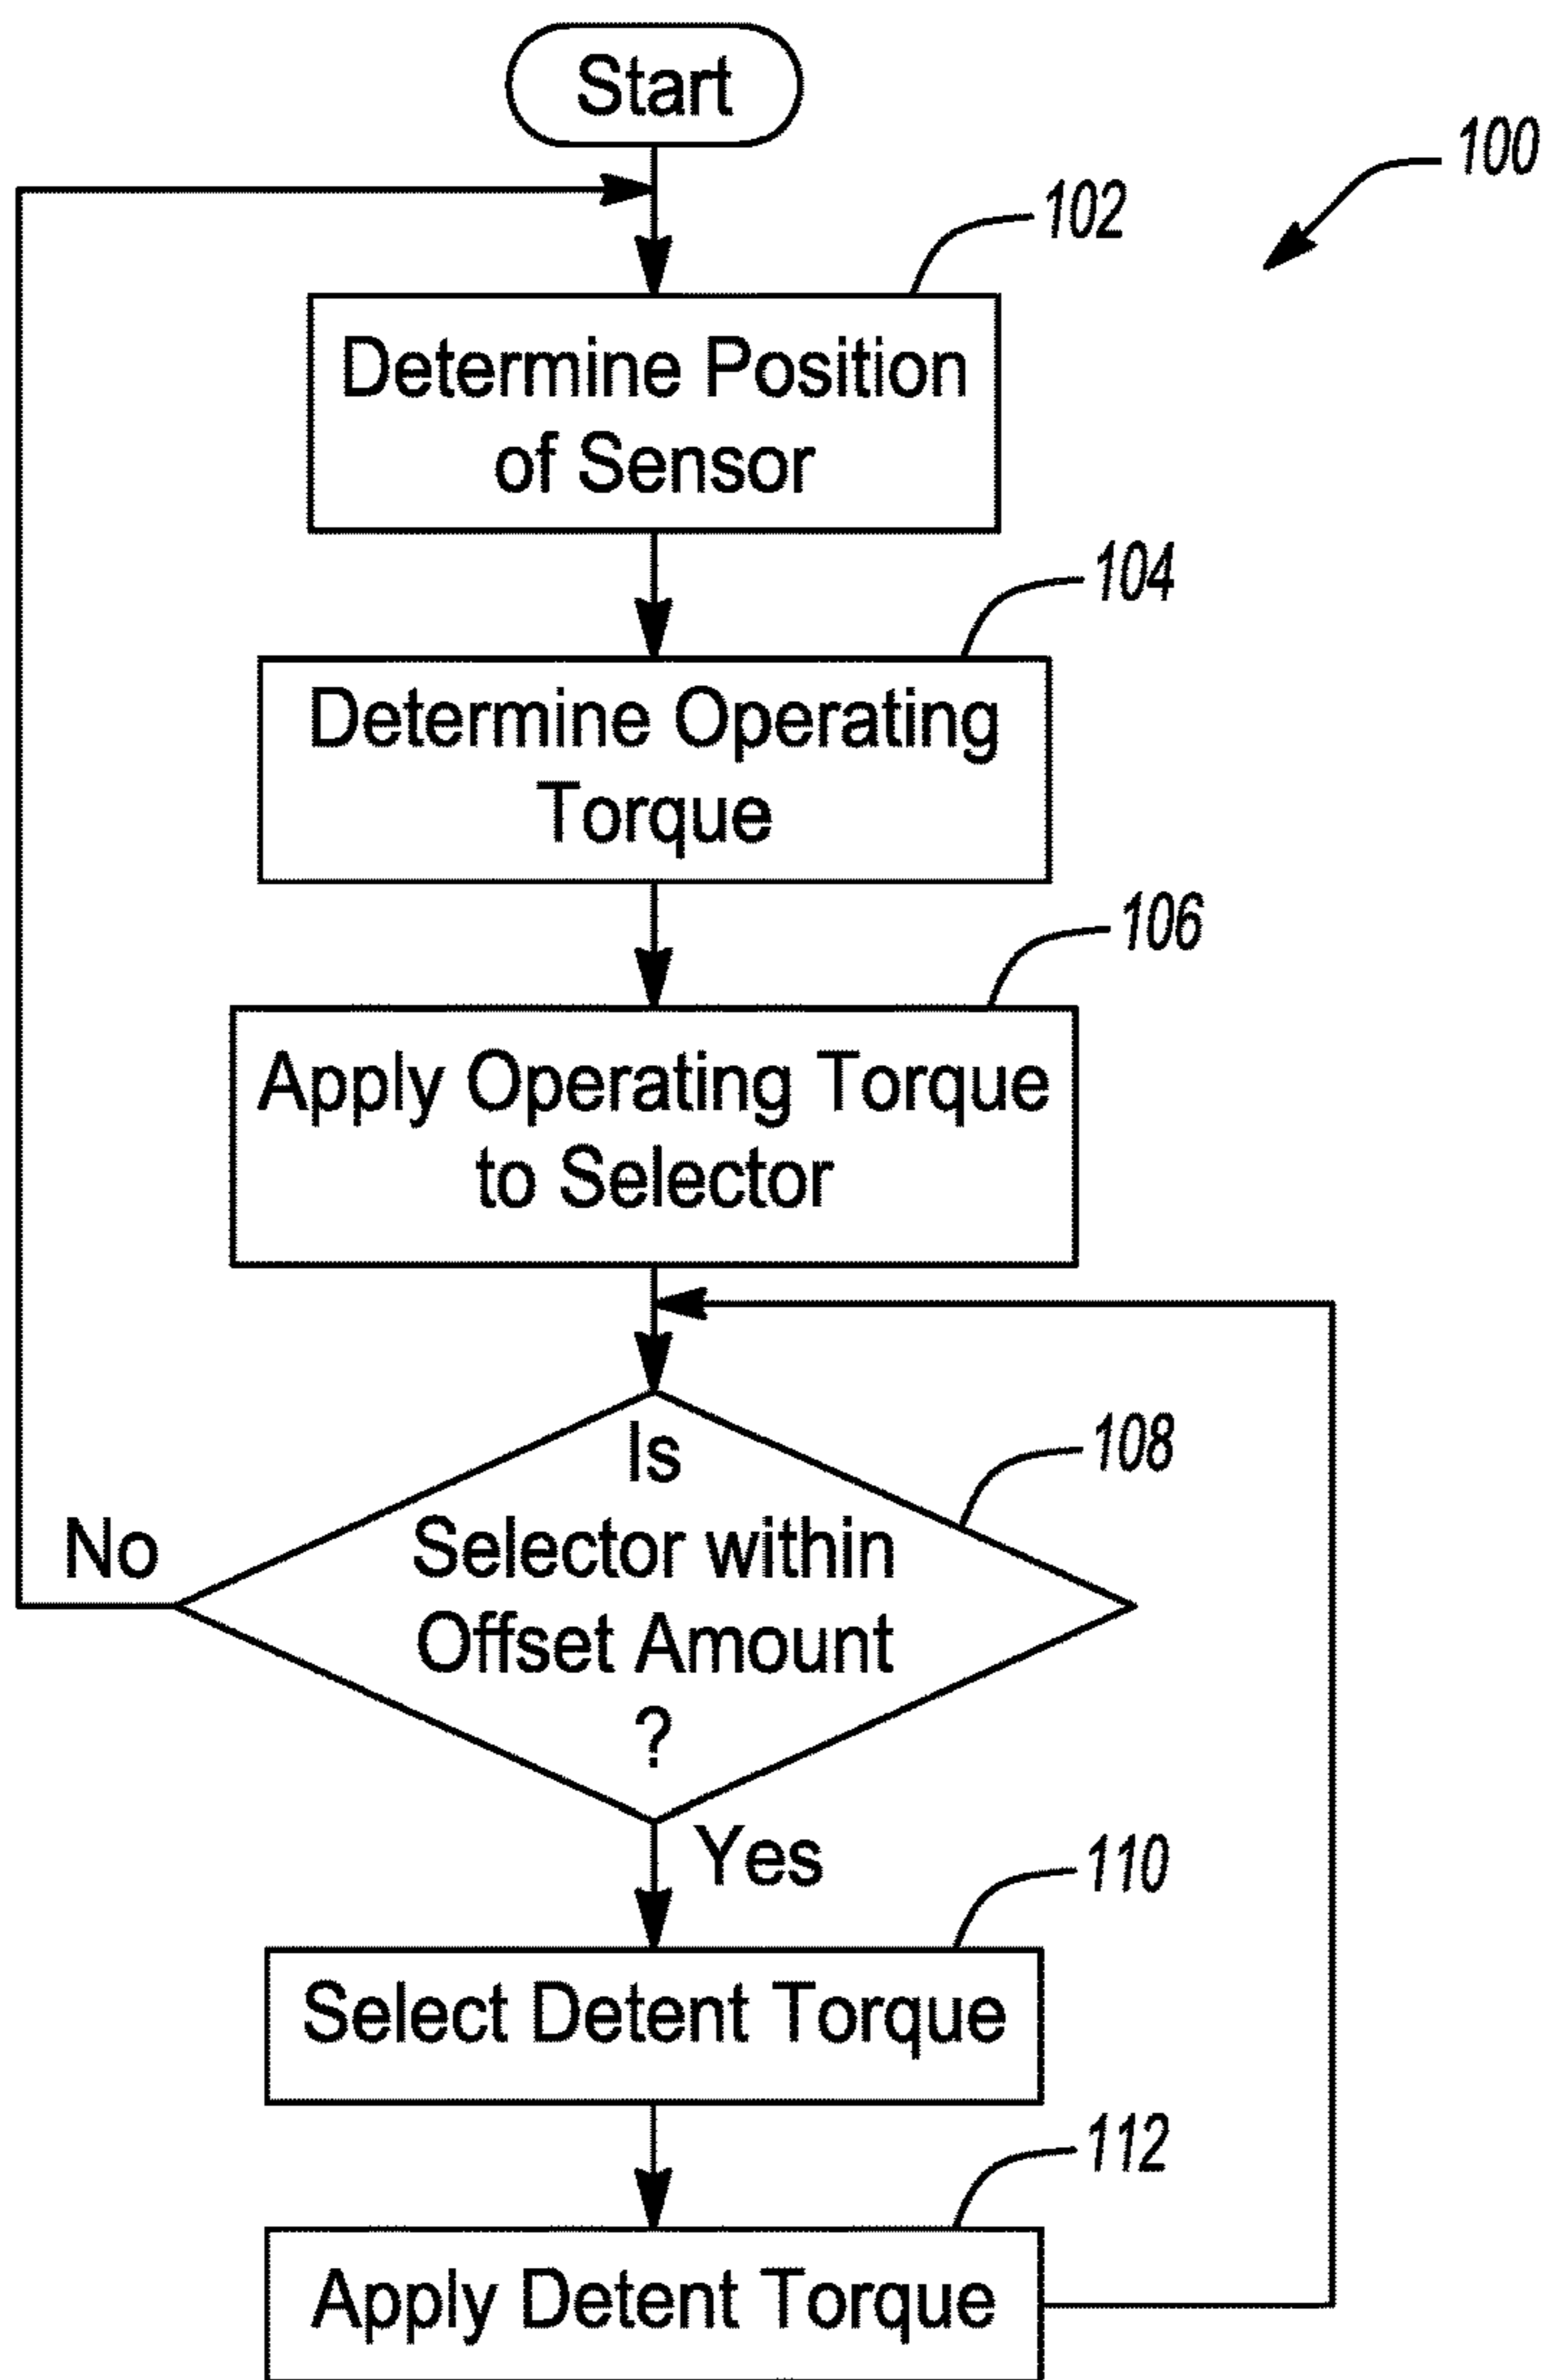 Start
100
102
Determine Position
of Sensor
104
Determine Operating
Torque
106
Apply Operating Torque
to Selector
108
Is
Selector within
Offset Amount
?
No
Yes
110
Select Detent Torque
112
Apply Detent Torque